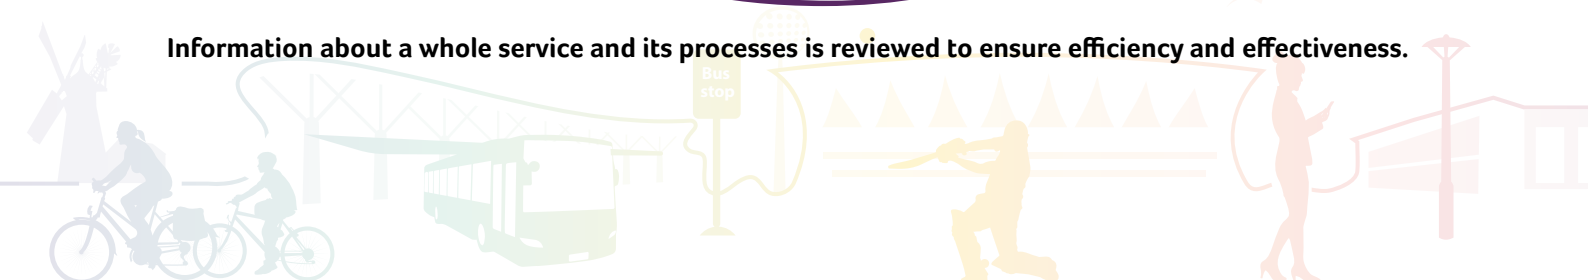 Information about a whole service and its processes is reviewed to ensure efficiency and effectiveness.
Bus
stop